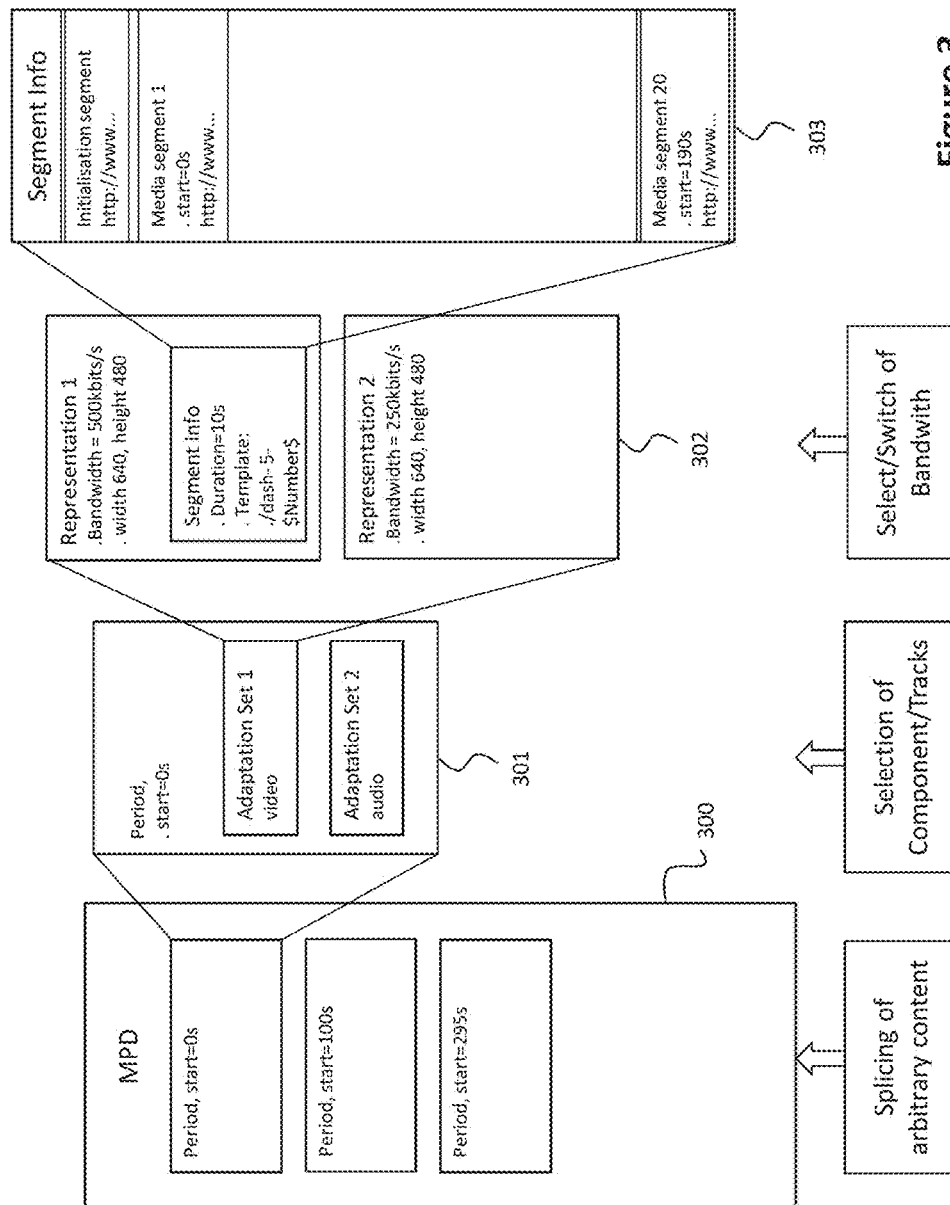 MPD
Period, start=0s
Period, start=100s
Period, start=295s
300
Splicing of
arbitrary content
Period,
. start=0s
Adaptation Set 1
video
Adaptation Set 2
audio
301
Selection of
Component/Tracks
Representation 1
.Bandwidth = 500kbits/s
. width 640, height 480
Segment Info
. Duration=10s
. Template:
./dash- 5-
$Number$
Representation 2
.Bandwidth = 250kbits/s
. width 640, height 480
302
Select/Switch of
Bandwith
Segment Info
Initialisation segment
http://www...
Media segment 1
. start=0s
http://www...
Media segment 20
. start=190s
http://www...
303
Figure 3